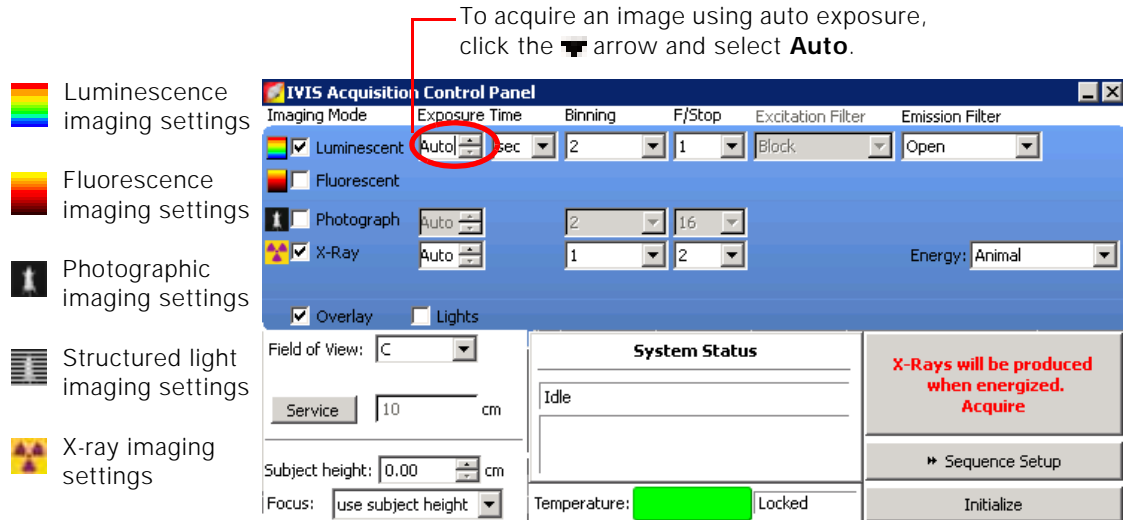 To acquire an image using auto exposure,
click the arrow and select Auto.
Luminescence
imaging settings
Fluorescence
imaging settings
Photographic
imaging settings
Structured light
imaging settings
X-ray imaging
settings
IVIS Acquisition Control Panel
Imaging Mode Exposure Time Binning F/Stop Excitation Filter Emission Filter
Luminescent Auto sec 2 1 Block Open
Fluorescent
Photograph Auto 2 16
X-Ray Auto 1 2 Energy: Animal
Overlay Lights
Field of View: C
Service 10 cm
Subject height: 0.00 cm
Focus: use subject height
System Status
Idle
Temperature: Locked
X-Rays will be produced
when energized.
Acquire
Sequence Setup
Initialize